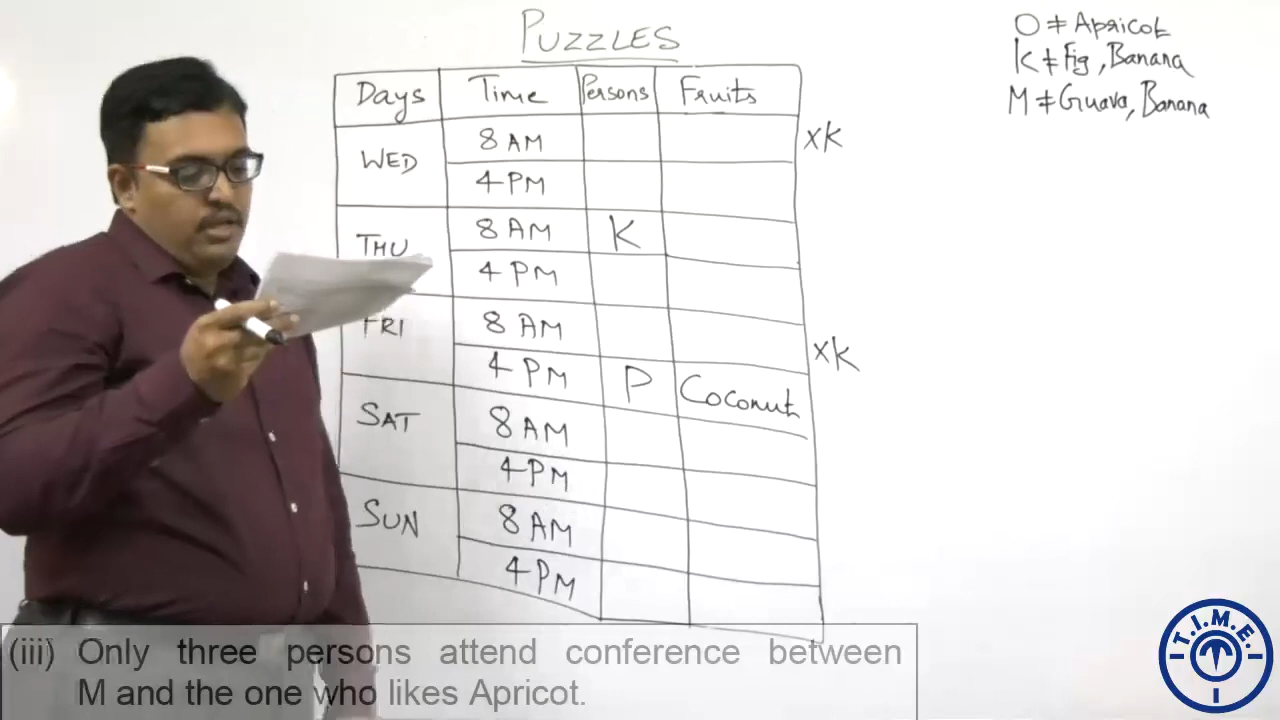 PUZZLES
O ≠ Apricot
K ≠ Fig, Banana
M ≠ Guava, Banana
Days Time Persons Fruits
WED 8 AM xK
4 PM
THU 8 AM K
4 PM
FRI 8 AM xK
4 PM P Coconut
SAT 8 AM
4 PM
SUN 8 AM
4 PM
(iii) Only three persons attend conference between
M and the one who likes Apricot.
T.I.M.E.